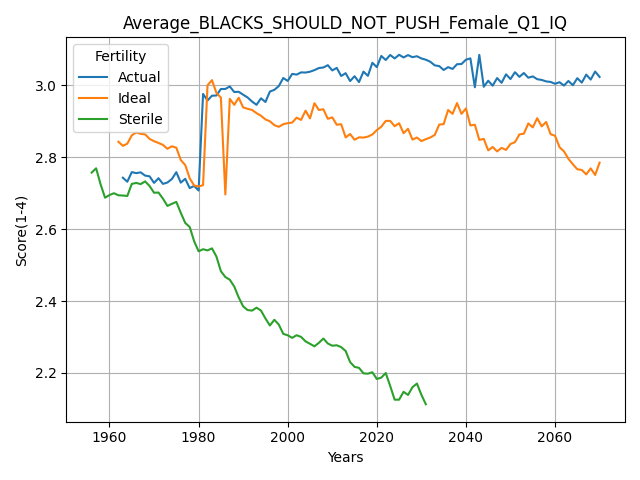 Average_BLACKS_SHOULD_NOT_PUSH_Female_Q1_IQ
Fertility
Actual
Ideal
Sterile
Score(1-4)
3.0
2.8
2.6
2.4
2.2
1960 1980 2000 2020 2040 2060
Years